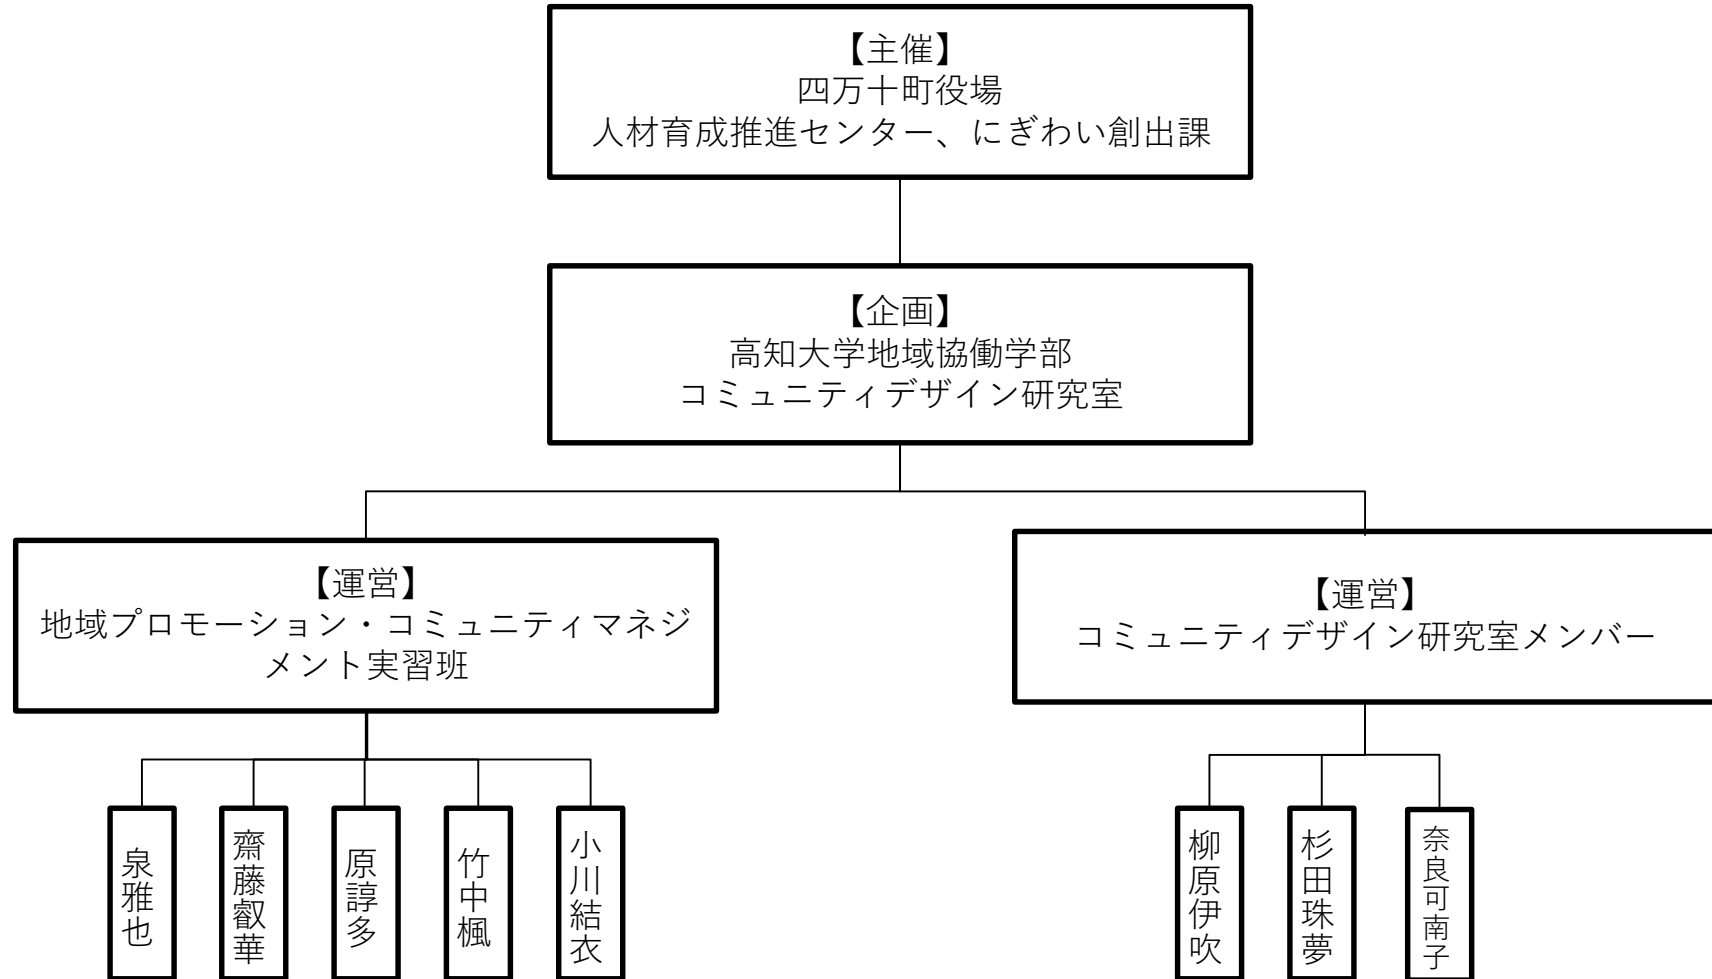 【主催】
四万十町役場
人材育成推進センター、にぎわい創出課
【企画】
高知大学地域協働学部
コミュニティデザイン研究室
【運営】
地域プロモーション・コミュニティマネジ
メント実習班
【運営】
コミュニティデザイン研究室メンバー
泉雅也
齋藤叡華
原諄多
竹中楓
小川結衣
柳原伊吹
杉田珠夢
奈良可南子